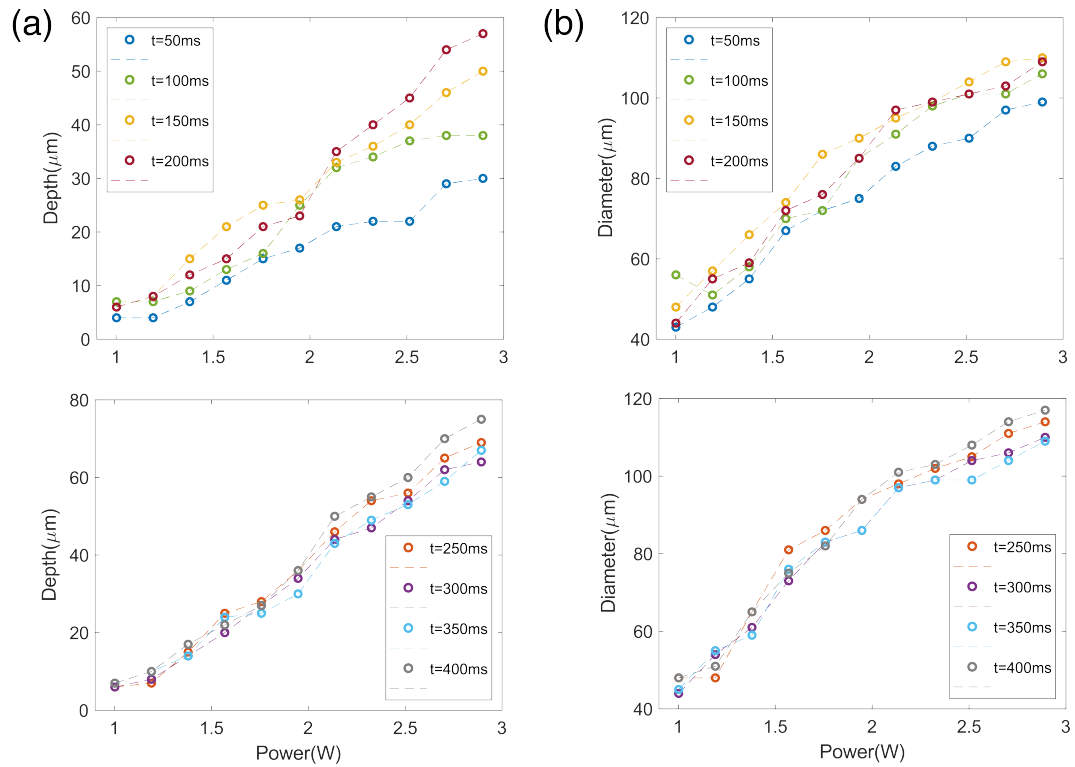 (a)
60
50
40
30
20
10
0
Depth(μm)
t=50ms
t=100ms
t=150ms
t=200ms
1
1.5
2
2.5
3
(b)
120
100
80
60
40
Diameter(μm)
t=50ms
t=100ms
t=150ms
t=200ms
1
1.5
2
2.5
3
80
60
40
20
0
Depth(μm)
t=250ms
t=300ms
t=350ms
t=400ms
1
1.5
2
2.5
3
Power(W)
120
100
80
60
40
Diameter(μm)
t=250ms
t=300ms
t=350ms
t=400ms
1
1.5
2
2.5
3
Power(W)